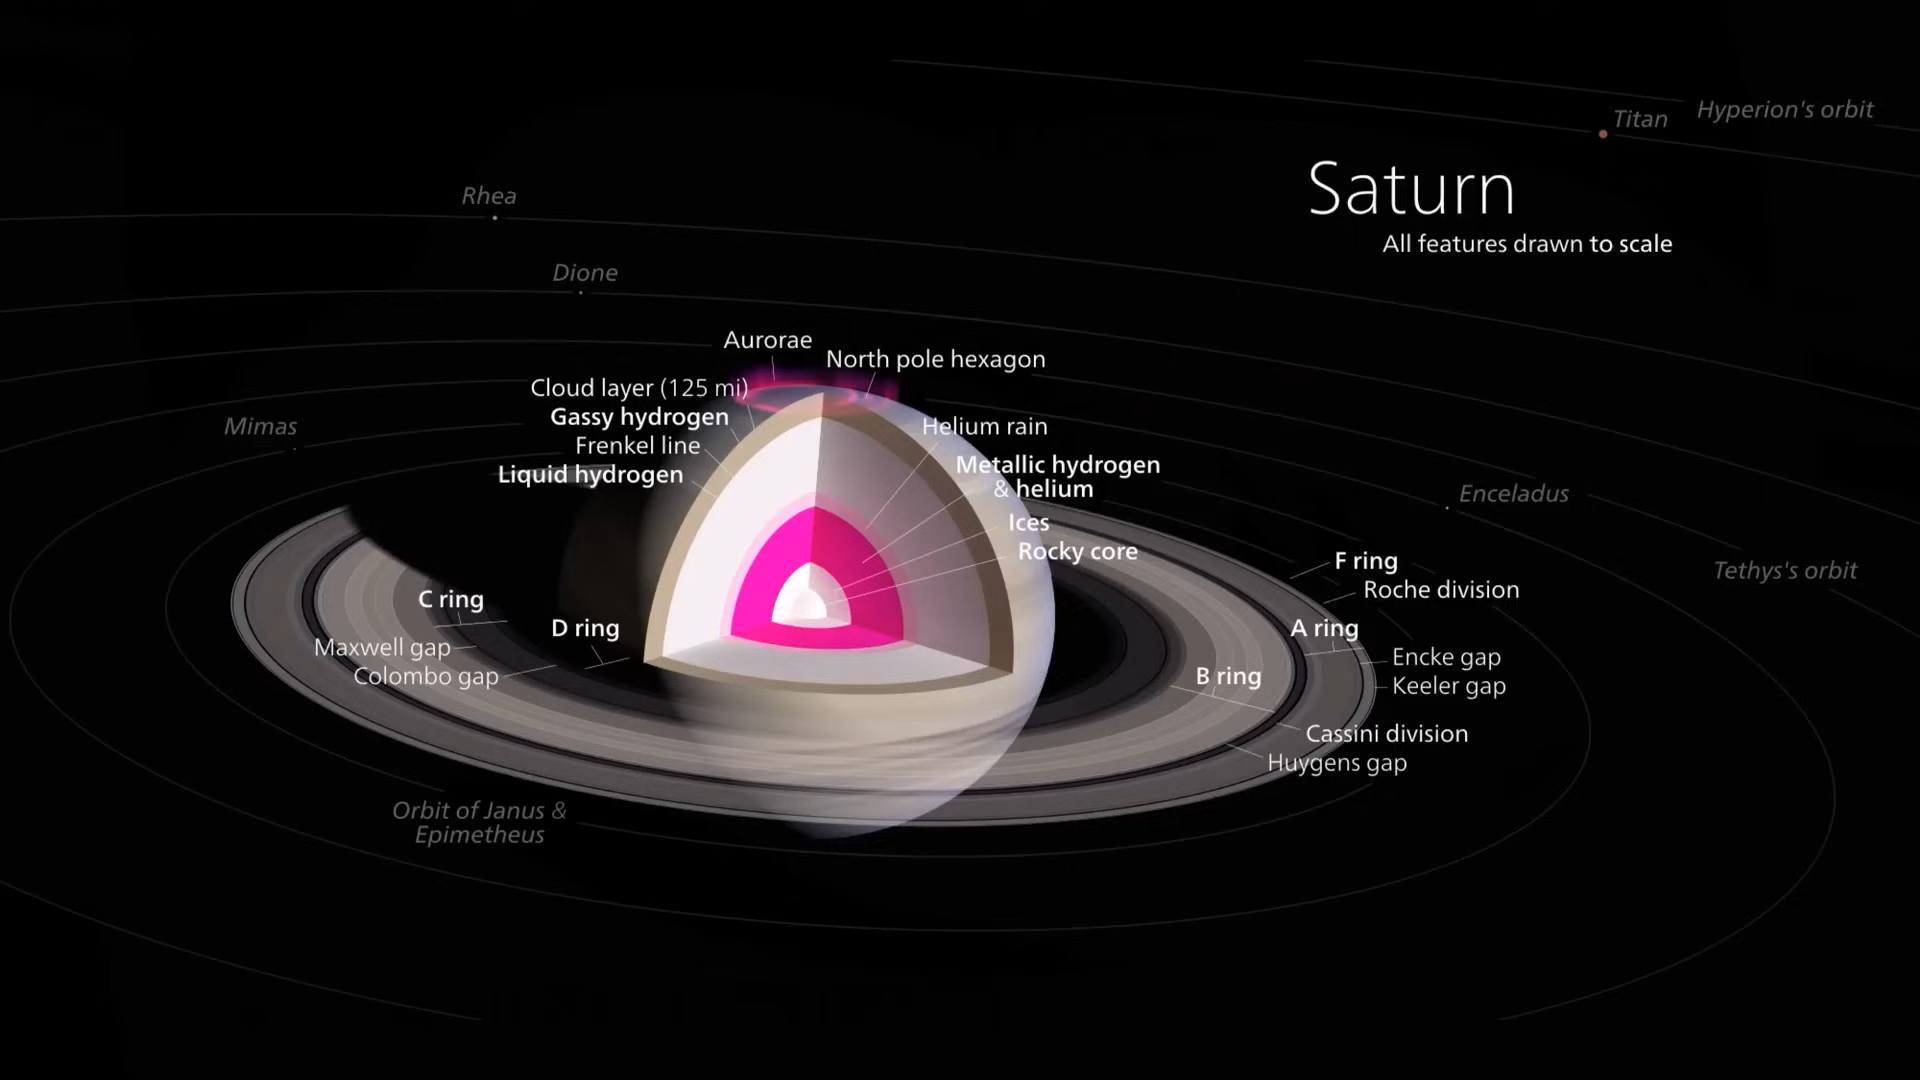 Titan
Hyperion's orbit
Saturn
All features drawn to scale
Rhea
Dione
Aurorae
North pole hexagon
Cloud layer (125 mi)
Gassy hydrogen
Frenkel line
Liquid hydrogen
Helium rain
Metallic hydrogen
& helium
Ices
Rocky core
Mimas
Enceladus
Tethys's orbit
F ring
Roche division
A ring
Encke gap
Keeler gap
B ring
Cassini division
Huygens gap
C ring
D ring
Maxwell gap
Colombo gap
Orbit of Janus &
Epimetheus